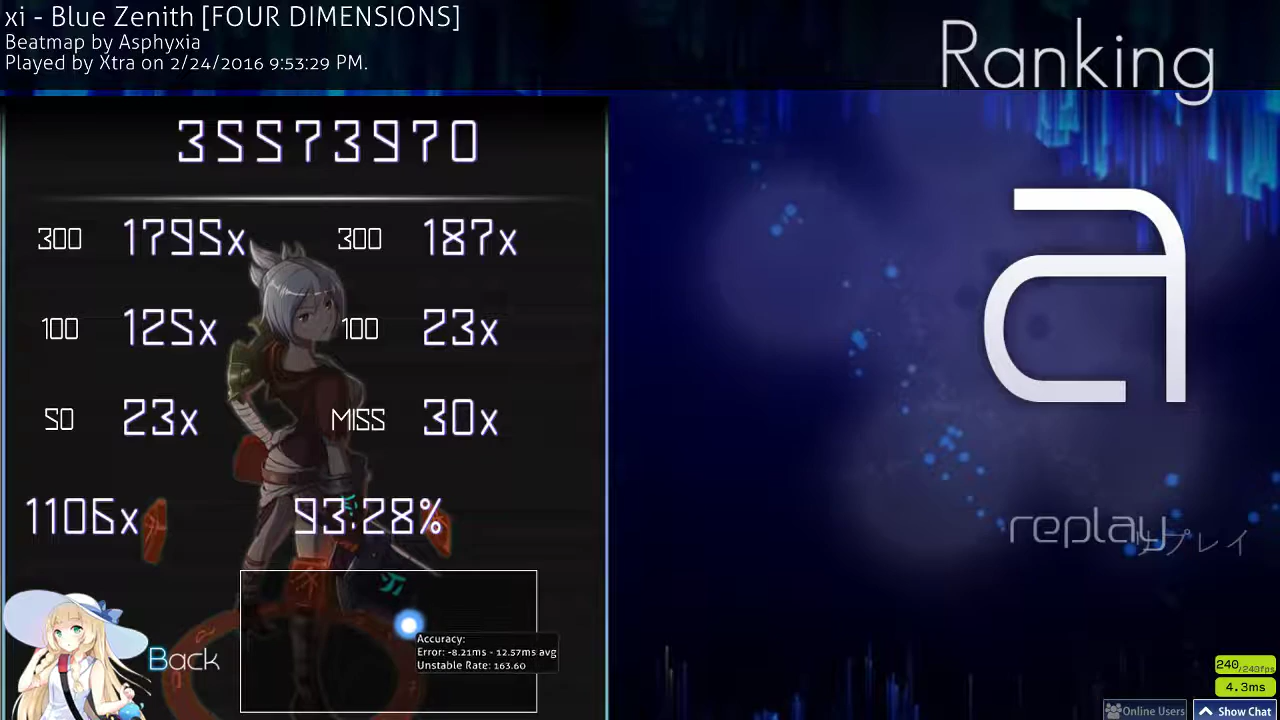 xi - Blue Zenith [FOUR DIMENSIONS]
Beatmap by Asphyxia
Played by Xtra on 2/24/2016 9:53:29 PM.
Ranking
35573970
300 1795x 300 187x
100 125x 100 23x
50 23x MISS 30x
1106x 93.28%
a
replay
リプレイ
Back
Accuracy:
Error: -8.21ms - 12.57ms avg
Unstable Rate: 163.60
240/240fps
4.3ms
Online Users
Show Chat